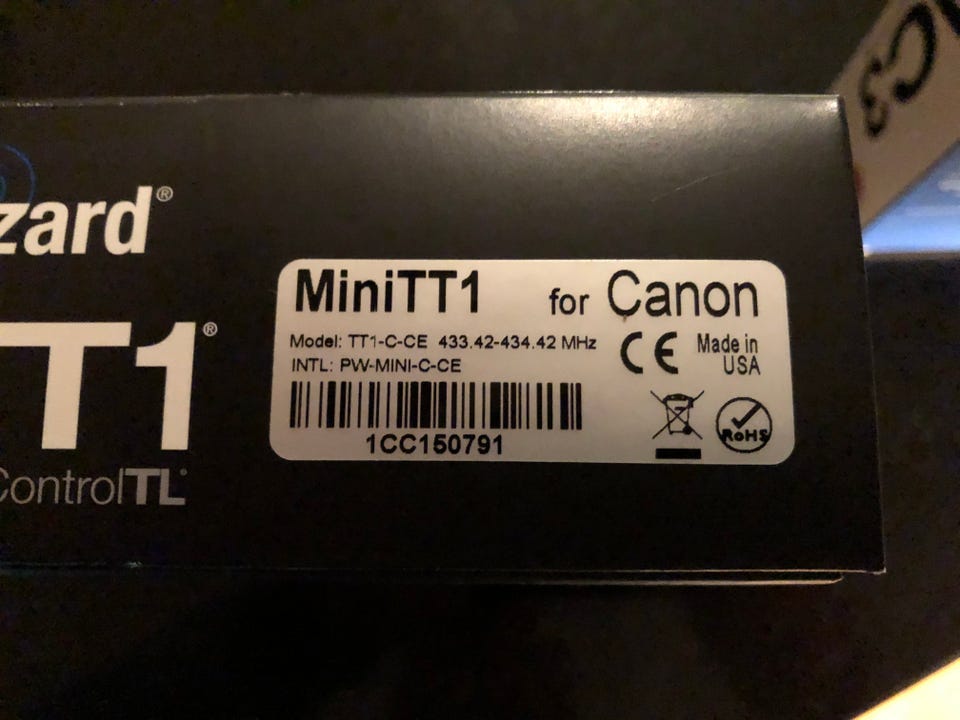 zard®
TT1®
ControlTL
MiniTT1 for Canon
Model: TT1-C-CE 433.42-434.42 MHz
INTL: PW-MINI-C-CE
CE Made in
USA
1CC150791
RoHS